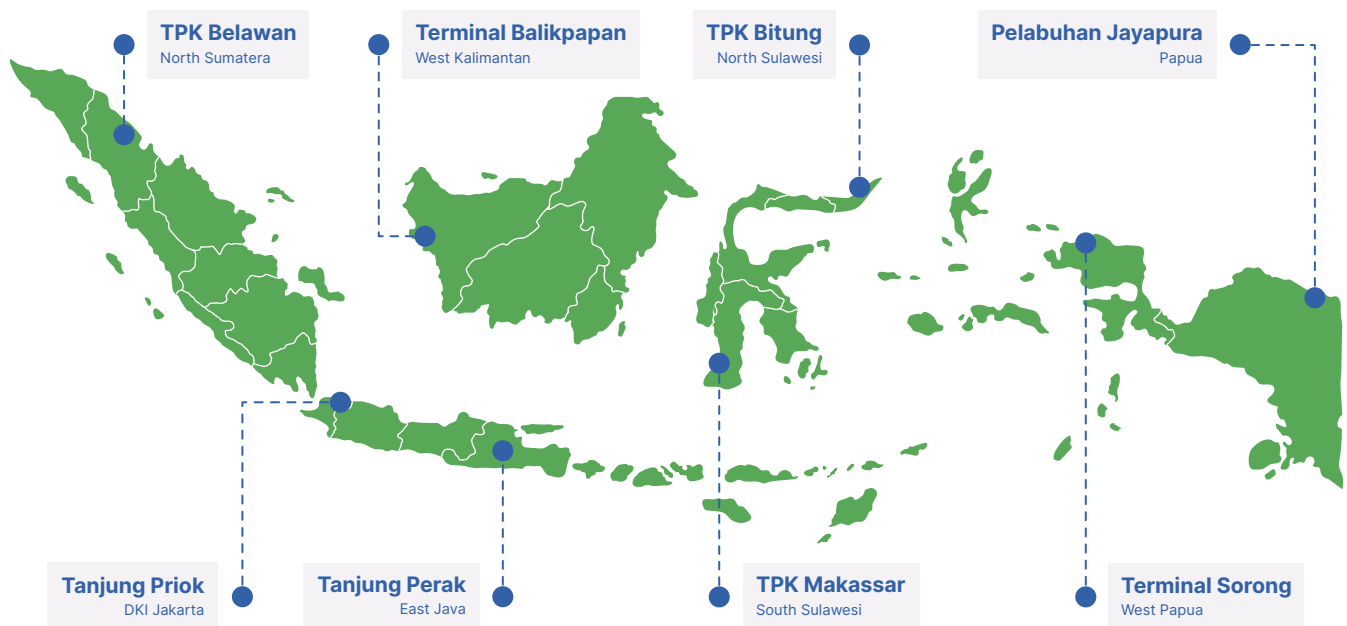 TPK Belawan
North Sumatera
Terminal Balikpapan
West Kalimantan
TPK Bitung
North Sulawesi
Pelabuhan Jayapura
Papua
Tanjung Priok
DKI Jakarta
Tanjung Perak
East Java
TPK Makassar
South Sulawesi
Terminal Sorong
West Papua